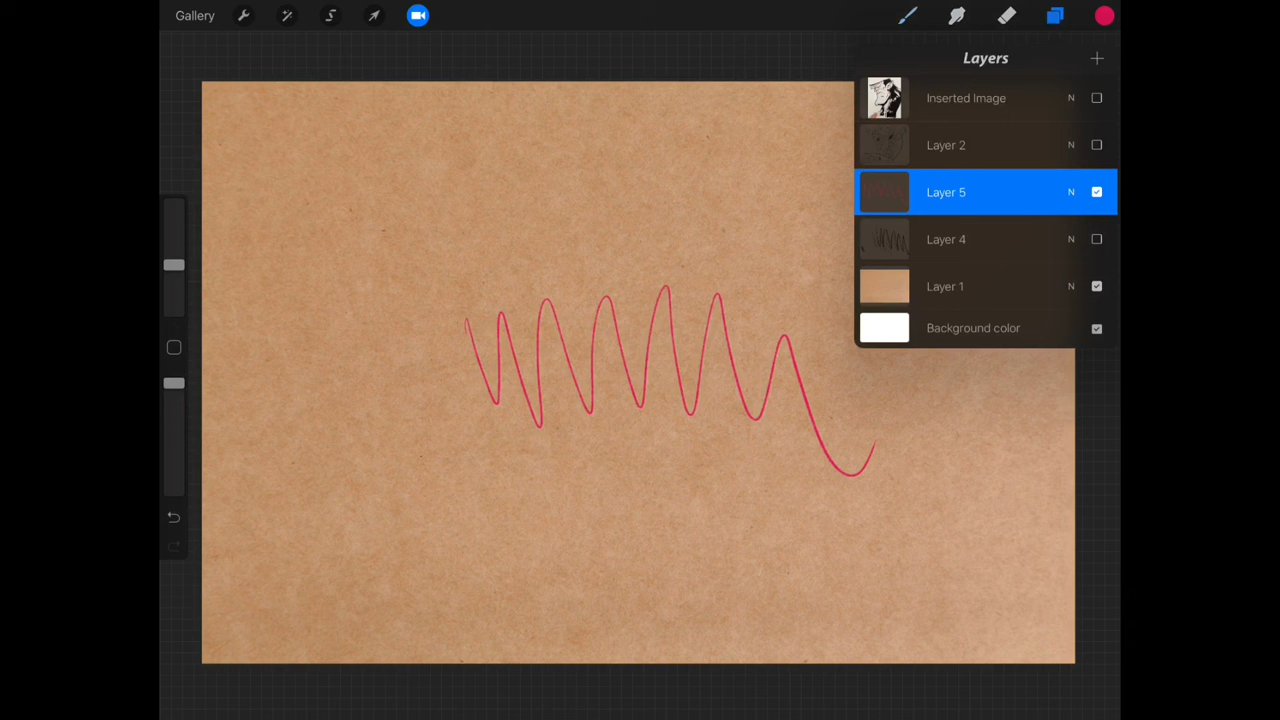 Gallery
Layers
Inserted Image N
Layer 2 N
Layer 5 N
Layer 4 N
Layer 1 N
Background color